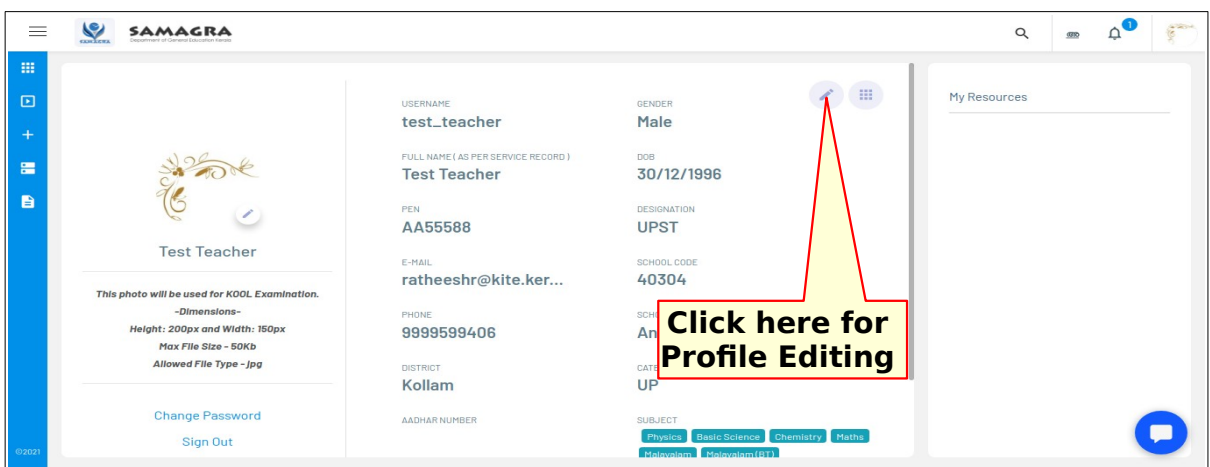 SAMAGRA
Department of General Education Kerala
1
My Resources
USERNAME
test_teacher
GENDER
Male
FULL NAME ( AS PER SERVICE RECORD )
Test Teacher
DOB
30/12/1996
PEN
AA55588
DESIGNATION
UPST
E-MAIL
ratheeshr@kite.ker...
SCHOOL CODE
40304
PHONE
9999599406
DISTRICT
Kollam
UP
AADHAR NUMBER
SUBJECT
Physics Basic Science Chemistry Maths
Malayalam Malayalam(BT)
Click here for
Profile Editing
Test Teacher
This photo will be used for KOOL Examination.
-Dimensions-
Height: 200px and Width: 150px
Max File Size - 50Kb
Allowed File Type - jpg
Change Password
Sign Out
©2021